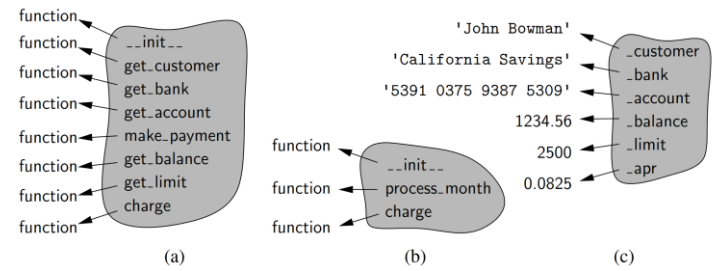 function
function
function
function
function
function
function
function
__init__
get_customer
get_bank
get_account
make_payment
get_balance
get_limit
charge
(a)
function
function
function
__init__
process_month
charge
(b)
'John Bowman'
'California Savings'
'5391 0375 9387 5309'
1234.56
2500
0.0825
_customer
_bank
_account
_balance
_limit
_apr
(c)